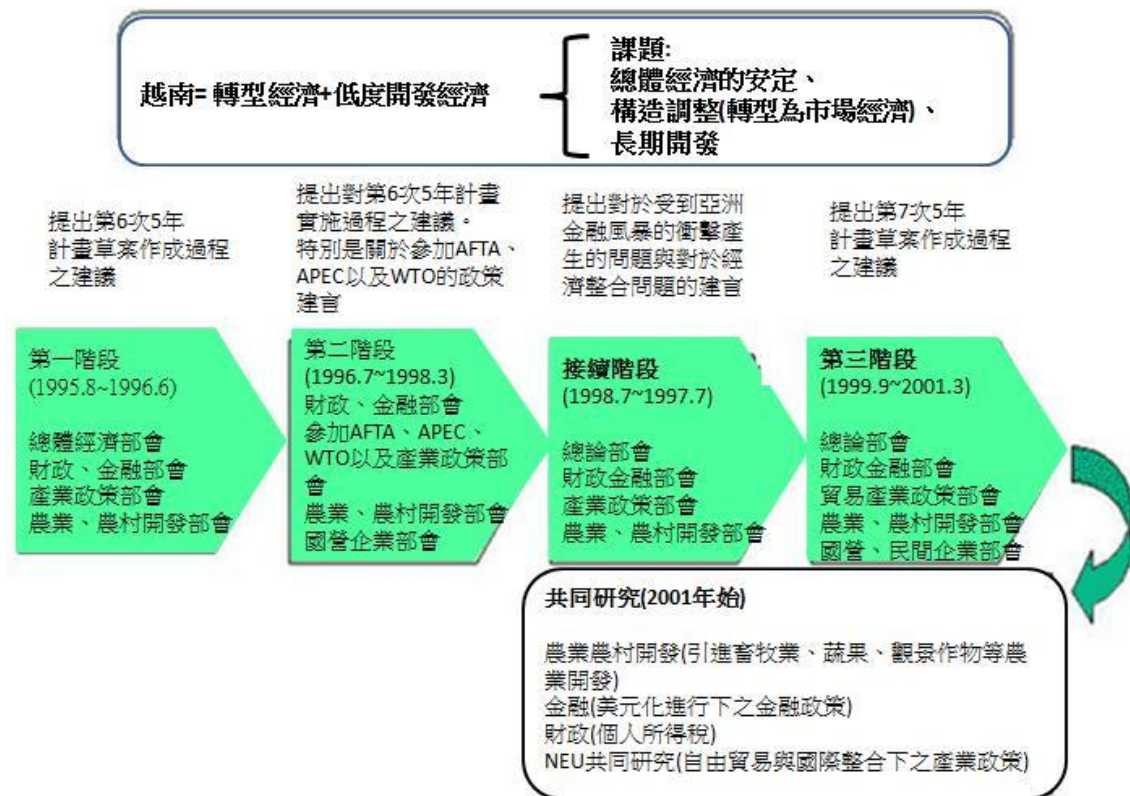 越南= 轉型經濟+低度開發經濟
課題:
總體經濟的安定、
構造調整(轉型為市場經濟)、
長期開發
提出第6次5年
計畫草案作成過程
之建議
提出對第6次5年計畫
實施過程之建議。
特別是關於參加AFTA、
APEC以及WTO的政策
建言
提出對於受到亞洲
金融風暴的衝擊產
生的問題與對於經
濟整合問題的建言
提出第7次5年
計畫草案作成過程
之建議
第一階段
(1995.8~1996.6)
總體經濟部會
財政、金融部會
產業政策部會
農業、農村開發部會
第二階段
(1996.7~1998.3)
財政、金融部會
參加AFTA、APEC、
WTO以及產業政策部
會
農業、農村開發部會
國營企業部會
接續階段
(1998.7~1997.7)
總論部會
財政金融部會
產業政策部會
農業、農村開發部會
第三階段
(1999.9~2001.3)
總論部會
財政金融部會
貿易產業政策部會
農業、農村開發部會
國營、民間企業部會
共同研究(2001年始)
農業農村開發(引進畜牧業、蔬果、觀景作物等農
業開發)
金融(美元化進行下之金融政策)
財政(個人所得稅)
NEU共同研究(自由貿易與國際整合下之產業政策)